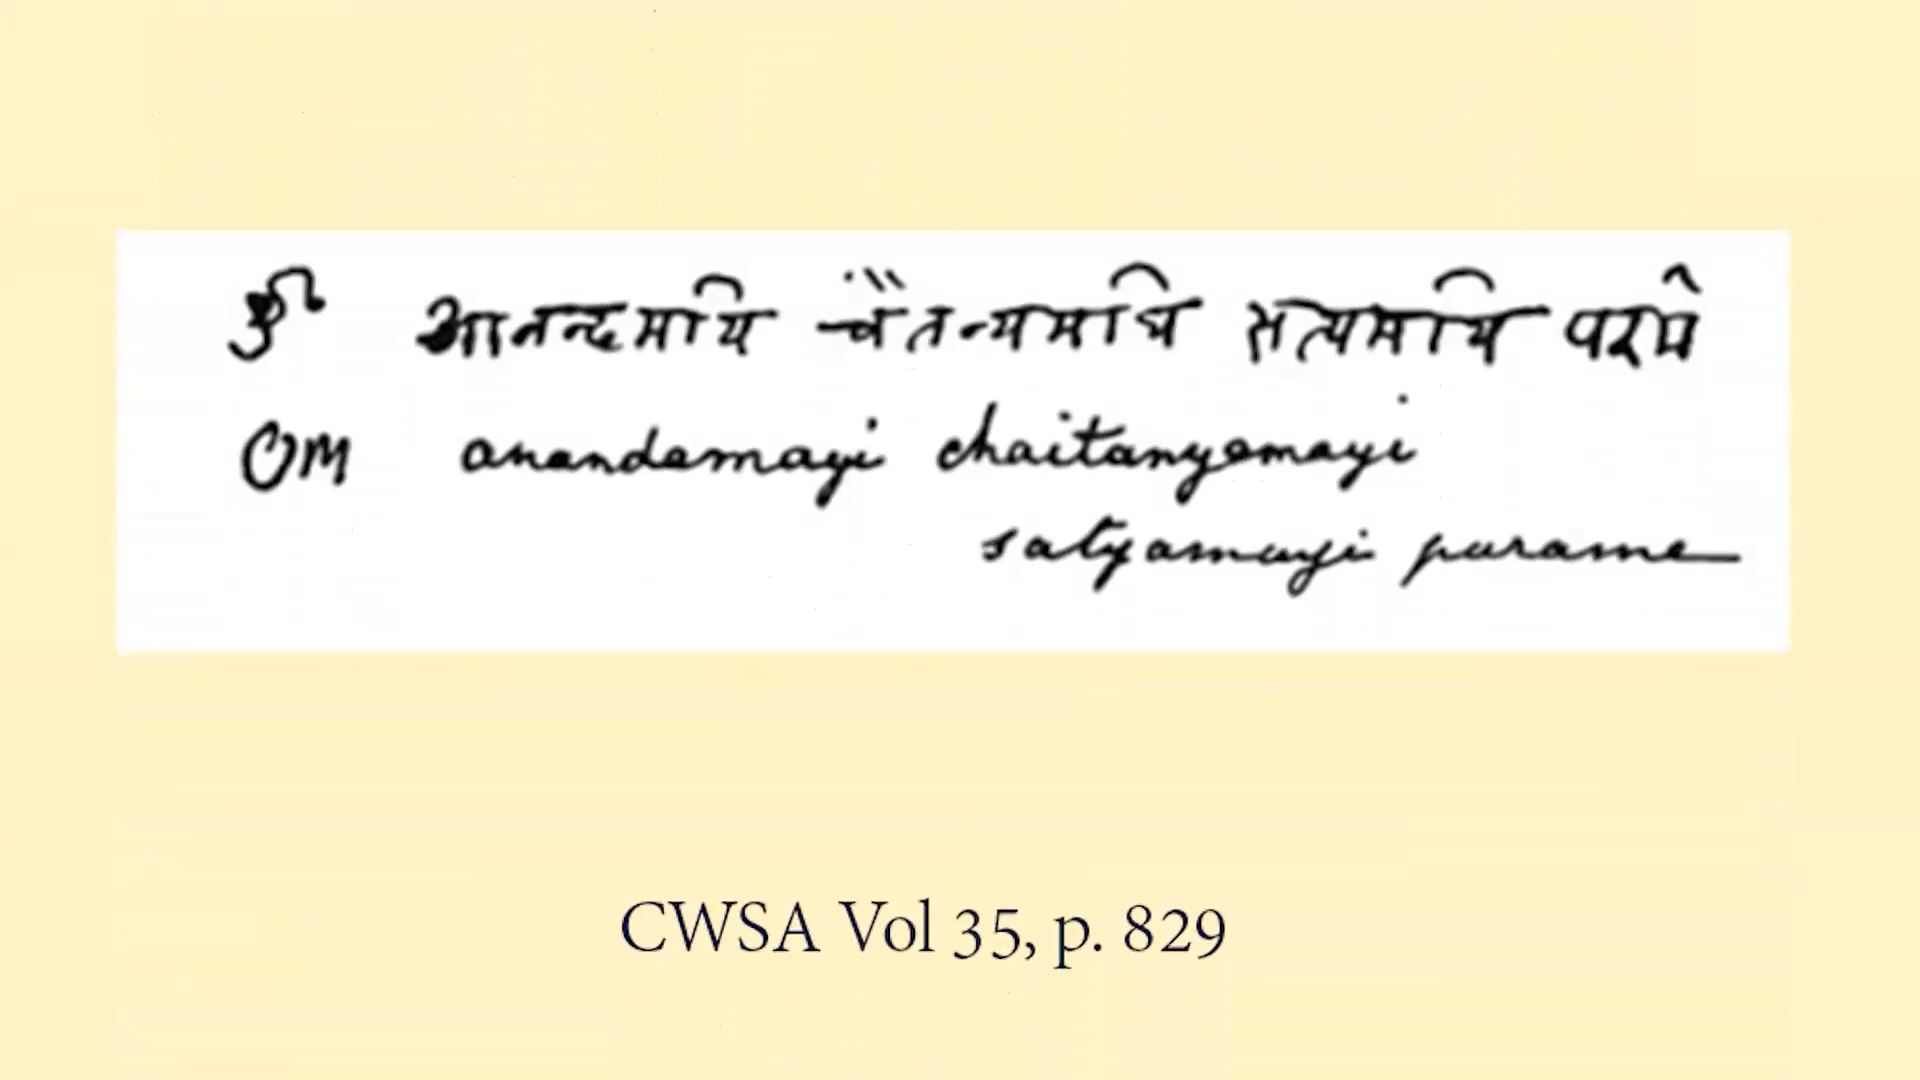 ॐ आनन्दमयि चैतन्यमयि सत्यमयि परमे
OM anandamayi chaitanyamayi
satyamayi parame
CWSA Vol 35, p. 829